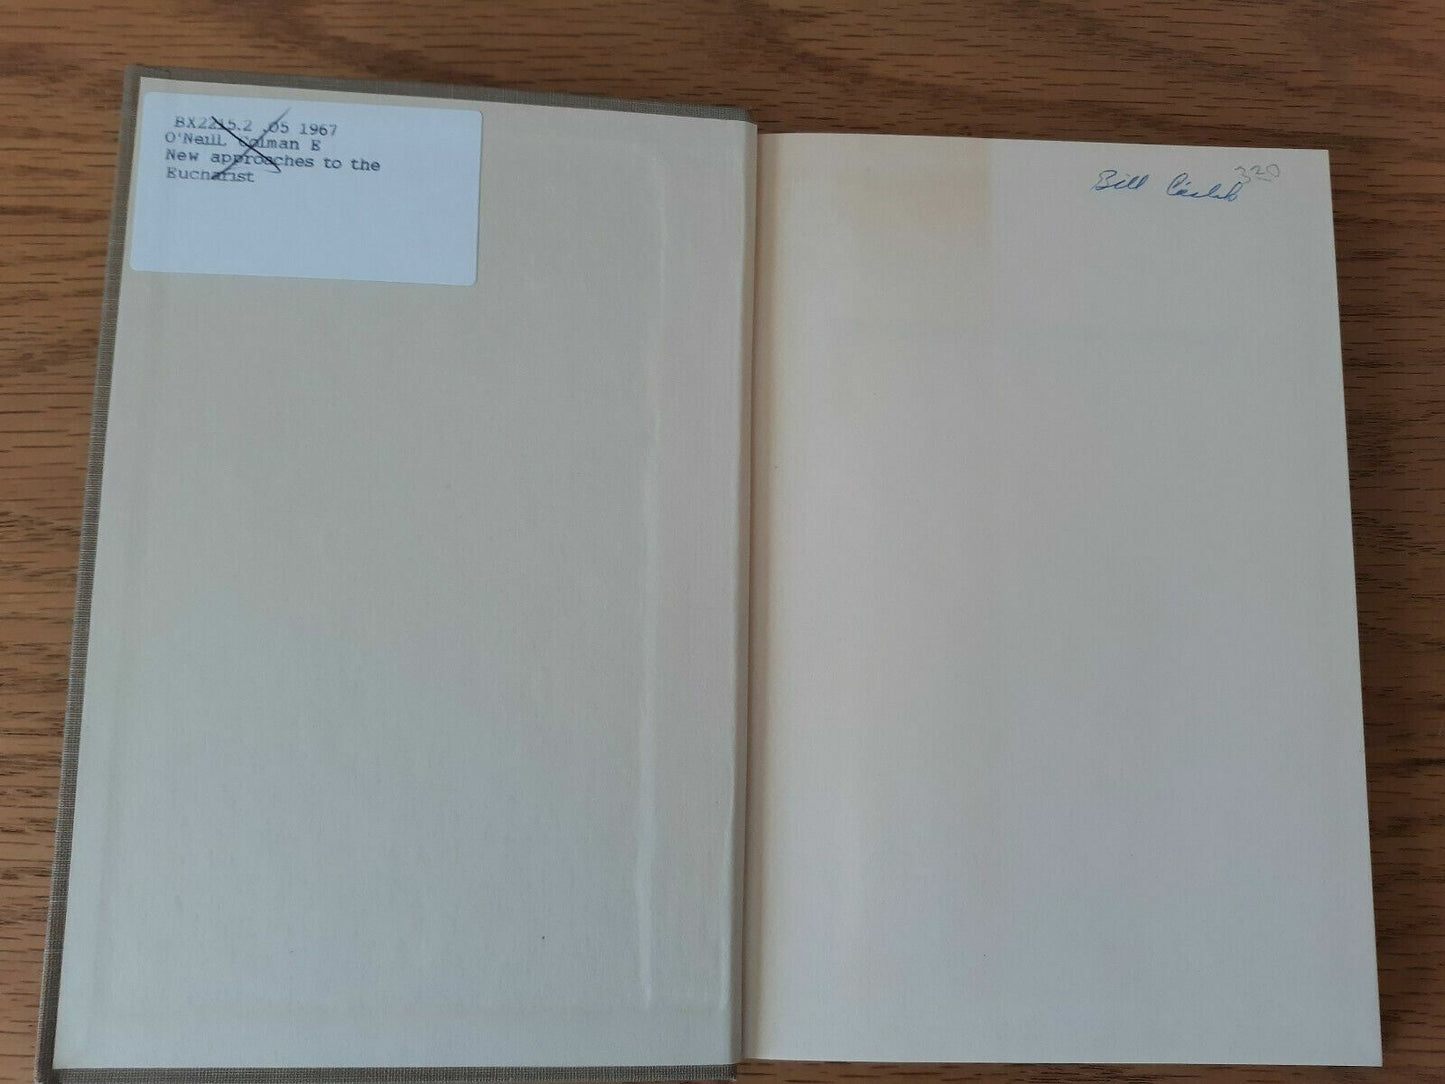 BX2215.2 .O5 1967
O'Neill, Colman E
New approaches to the
Eucharist
320
Bill